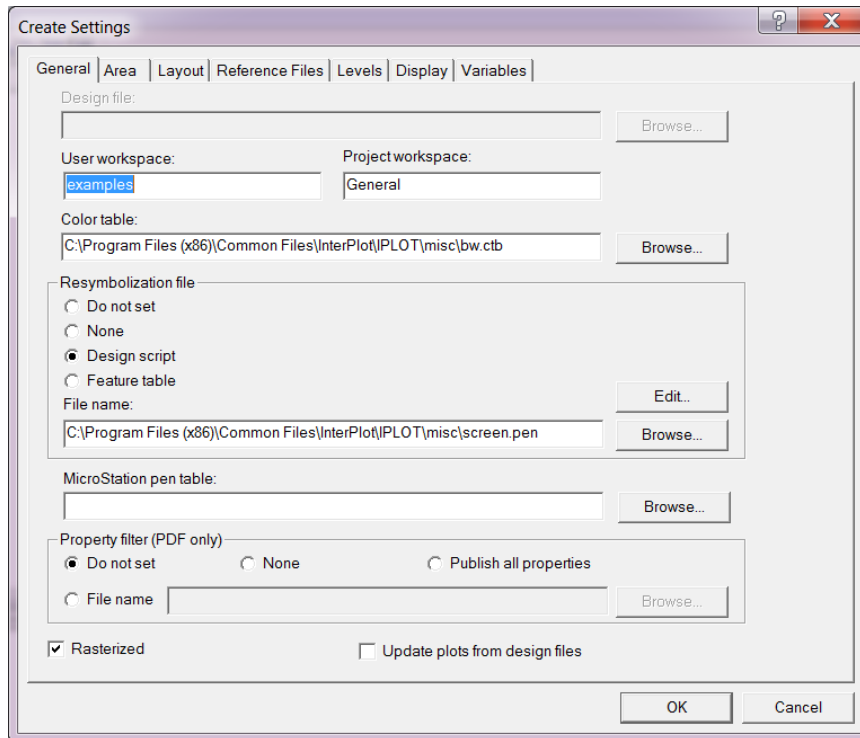 Create Settings
General Area Layout Reference Files Levels Display Variables
Design file:
Browse...
User workspace: Project workspace:
examples General
Color table:
C:\Program Files (x86)\Common Files\InterPlot\IPLOT\misc\bw.ctb Browse...
Resymbolization file
Do not set
None
Design script
Feature table
Edit...
File name:
C:\Program Files (x86)\Common Files\InterPlot\IPLOT\misc\screen.pen Browse...
MicroStation pen table:
Browse...
Property filter (PDF only)
Do not set None Publish all properties
File name Browse...
Rasterized Update plots from design files
OK Cancel